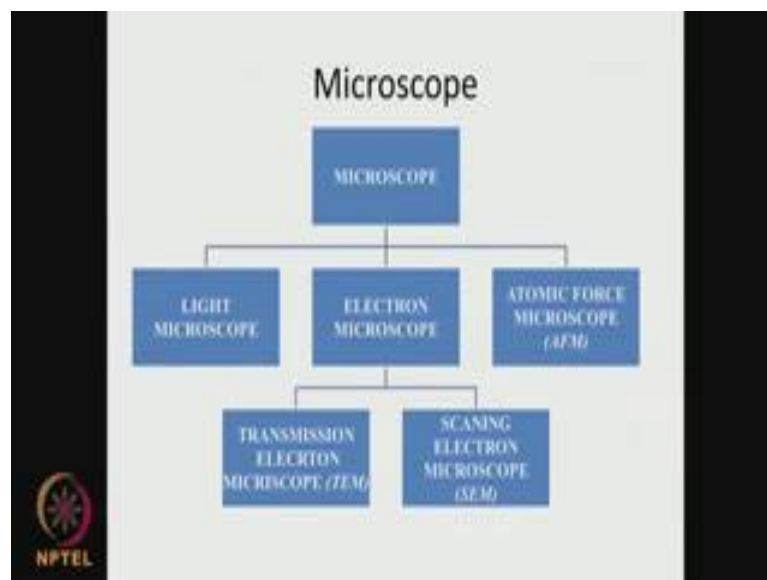 Microscope
MICROSCOPE
LIGHT
MICROSCOPE
ELECTRON
MICROSCOPE
ATOMIC FORCE
MICROSCOPE
(AFM)
TRANSMISSION
ELECRTON
MICRISCOPE (TEM)
SCANING
ELECTRON
MICROSCOPE
(SEM)
NPTEL